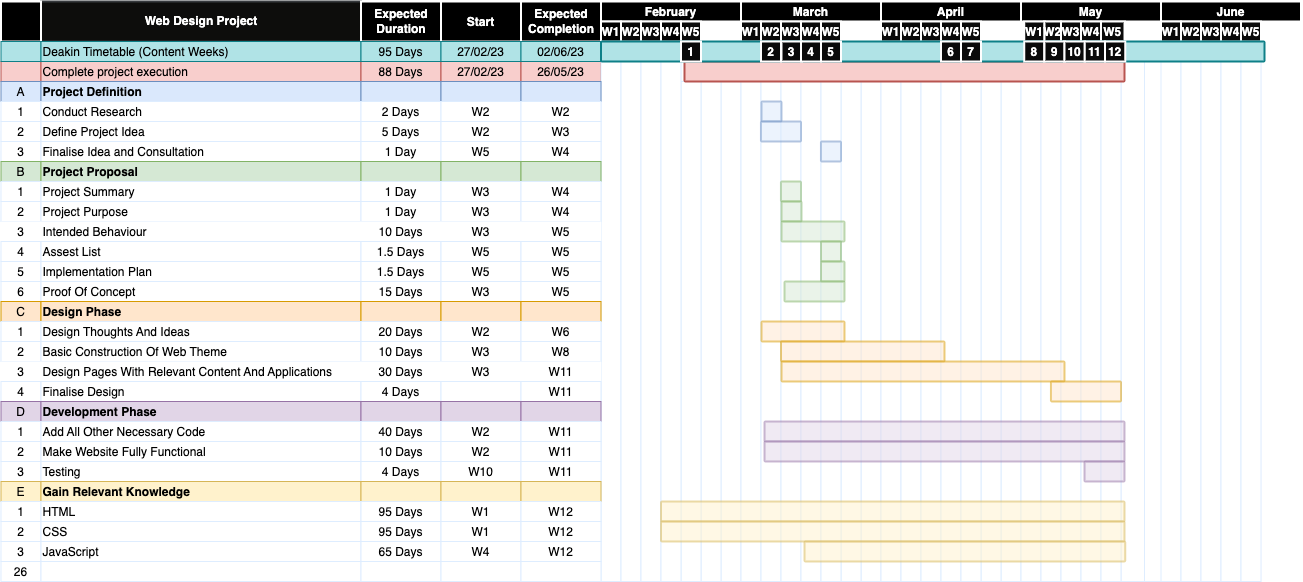 Web Design Project Expected Duration Start Expected Completion February March April May June
W1 W2 W3 W4 W5 W1 W2 W3 W4 W5 W1 W2 W3 W4 W5 W1 W2 W3 W4 W5 W1 W2 W3 W4 W5
Deakin Timetable (Content Weeks) 95 Days 27/02/23 02/06/23 1 2 3 4 5 6 7 8 9 10 11 12
Complete project execution 88 Days 27/02/23 26/05/23
A Project Definition
1 Conduct Research 2 Days W2 W2
2 Define Project Idea 5 Days W2 W3
3 Finalise Idea and Consultation 1 Day W5 W4
B Project Proposal
1 Project Summary 1 Day W3 W4
2 Project Purpose 1 Day W3 W4
3 Intended Behaviour 10 Days W3 W5
4 Assest List 1.5 Days W5 W5
5 Implementation Plan 1.5 Days W5 W5
6 Proof Of Concept 15 Days W3 W5
C Design Phase
1 Design Thoughts And Ideas 20 Days W2 W6
2 Basic Construction Of Web Theme 10 Days W3 W8
3 Design Pages With Relevant Content And Applications 30 Days W3 W11
4 Finalise Design 4 Days W11
D Development Phase
1 Add All Other Necessary Code 40 Days W2 W11
2 Make Website Fully Functional 10 Days W2 W11
3 Testing 4 Days W10 W11
E Gain Relevant Knowledge
1 HTML 95 Days W1 W12
2 CSS 95 Days W1 W12
3 JavaScript 65 Days W4 W12
26